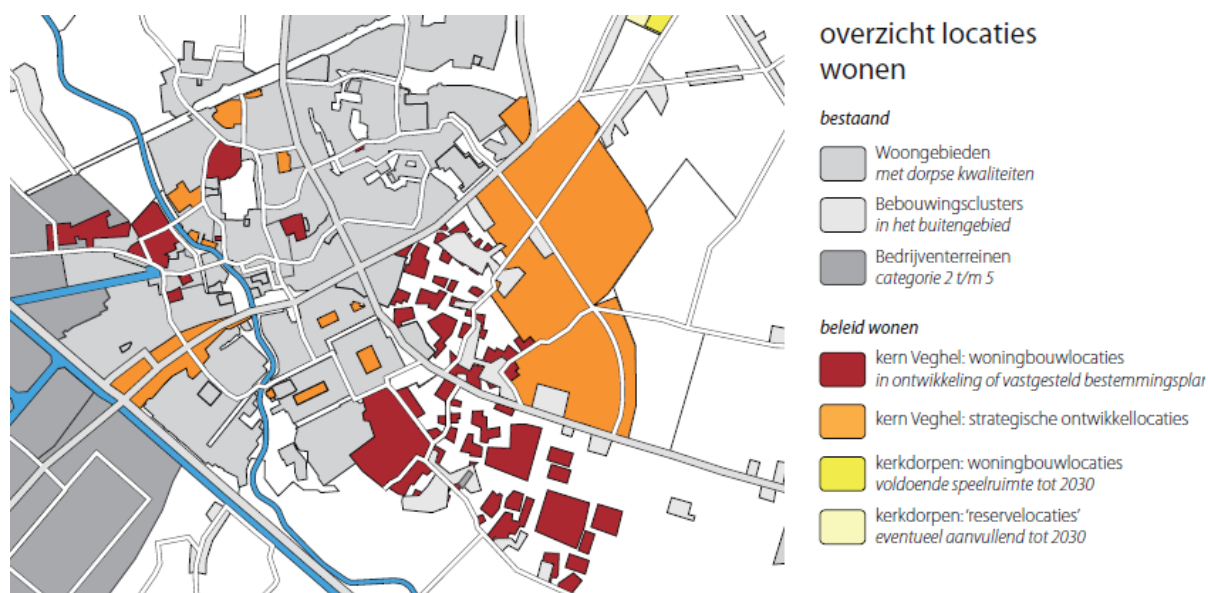 overzicht locaties
wonen
bestaand
Woongebieden
met dorpse kwaliteiten
Bebouwingsclusters
in het buitengebied
Bedrijventerreinen
categorie 2 t/m 5
beleid wonen
kern Veghel: woningbouwlocaties
in ontwikkeling of vastgesteld bestemmingsplan
kern Veghel: strategische ontwikkellocaties
kerkdorpen: woningbouwlocaties
voldoende speelruimte tot 2030
kerkdorpen: 'reservelocaties'
eventueel aanvullend tot 2030